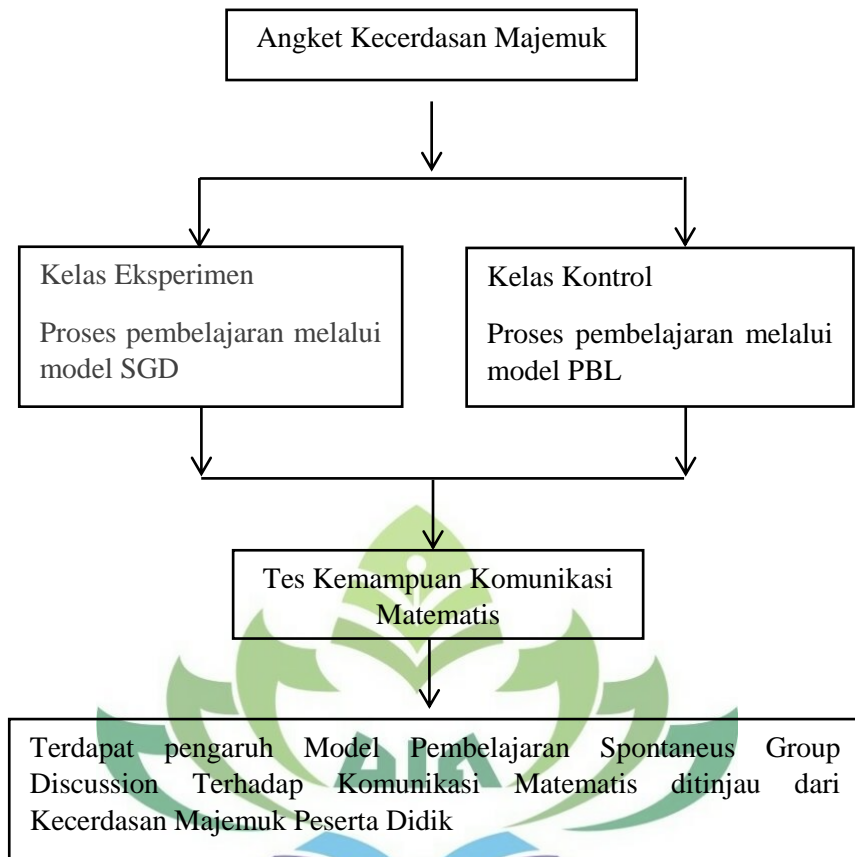 Angket Kecerdasan Majemuk
Kelas Eksperimen
Proses pembelajaran melalui
model SGD
Kelas Kontrol
Proses pembelajaran melalui
model PBL
Tes Kemampuan Komunikasi
Matematis
Terdapat pengaruh Model Pembelajaran Spontaneus Group
Discussion Terhadap Komunikasi Matematis ditinjau dari
Kecerdasan Majemuk Peserta Didik